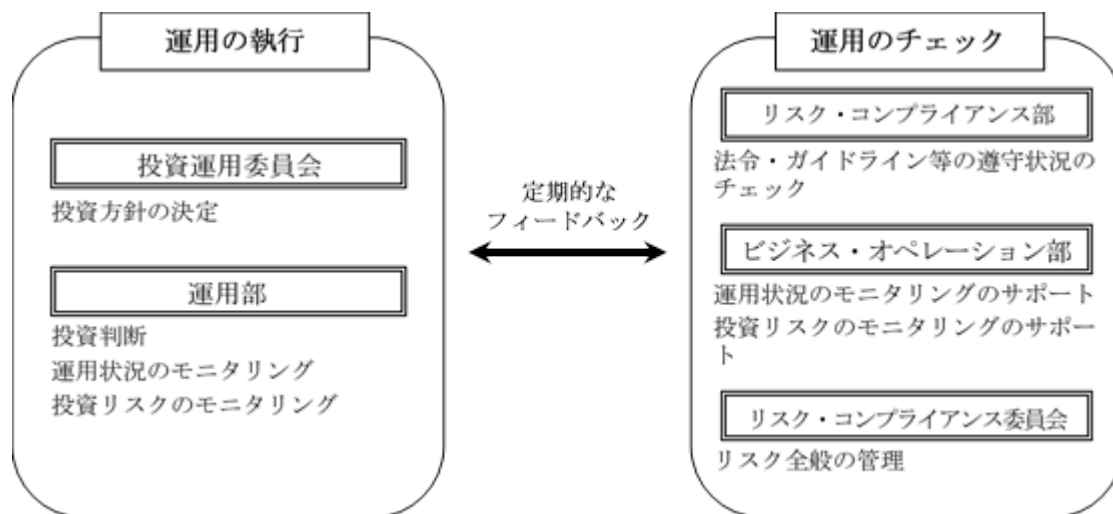 運用の執行
投資運用委員会
投資方針の決定
運用部
投資判断
運用状況のモニタリング
投資リスクのモニタリング
定期的な
フィードバック
運用のチェック
リスク・コンプライアンス部
法令・ガイドライン等の遵守状況の
チェック
ビジネス・オペレーション部
運用状況のモニタリングのサポート
投資リスクのモニタリングのサポー
ト
リスク・コンプライアンス委員会
リスク全般の管理